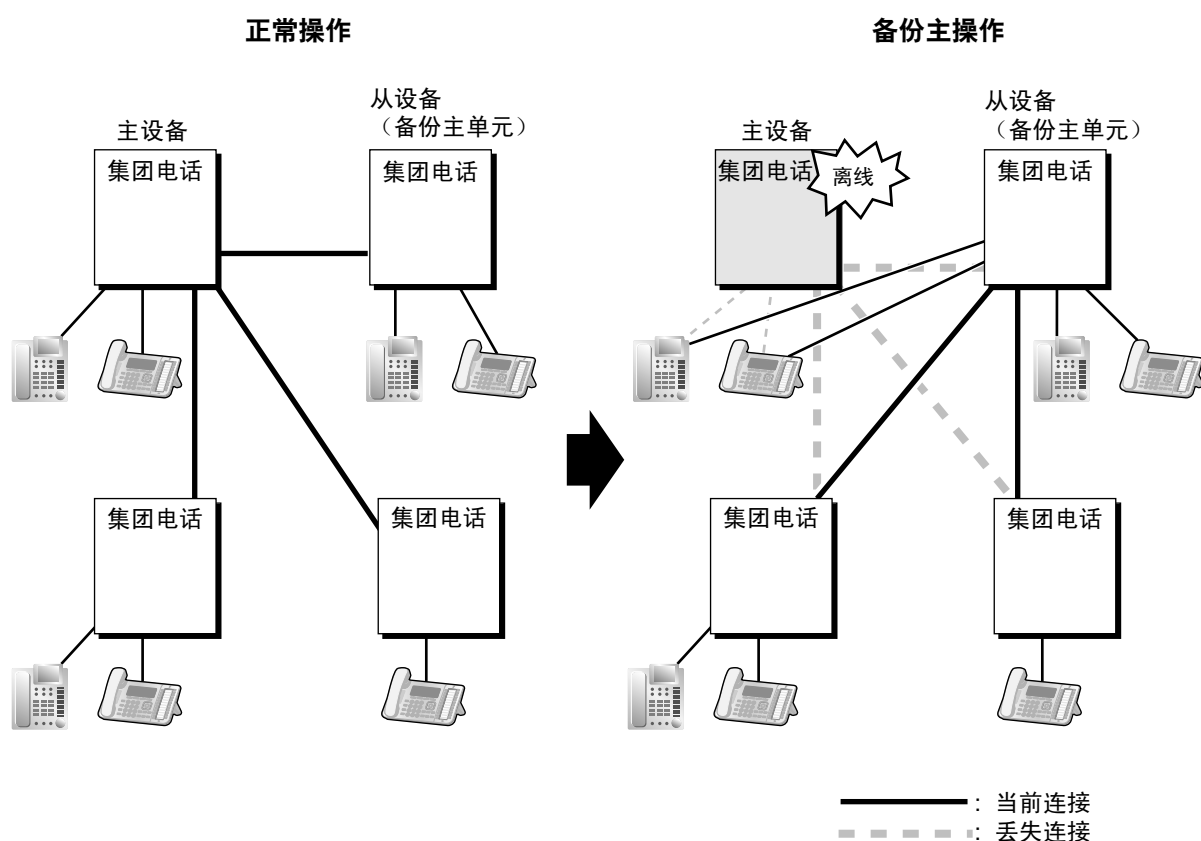 正常操作
主设备
集团电话
从设备
（备份主单元）
集团电话
集团电话
集团电话
备份主操作
主设备
集团电话
离线
从设备
（备份主单元）
集团电话
集团电话
集团电话
: 当前连接
: 丢失连接